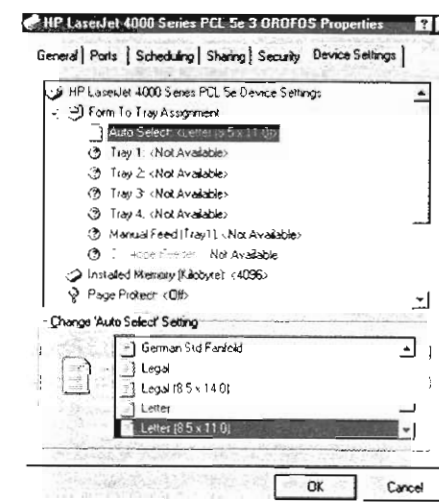 HP LaserJet 4000 Series PCL 5e 3 OROFOS Properties
General Ports Scheduling Sharing Security Device Settings
HP LaserJet 4000 Series PCL 5e Device Settings
Form To Tray Assignment
Auto Select: <Letter (8.5 x 11.0)>
Tray 1: <Not Available>
Tray 2: <Not Available>
Tray 3: <Not Available>
Tray 4: <Not Available>
Manual Feed (Tray1): <Not Available>
Not Available
Installed Memory (Kilobyte): <4096>
Page Protect: <Off>
Change 'Auto Select' Setting
German Std Fanfold
Legal
Legal (8.5 x 14.0)
Letter
Letter (8.5 x 11.0)
OK Cancel